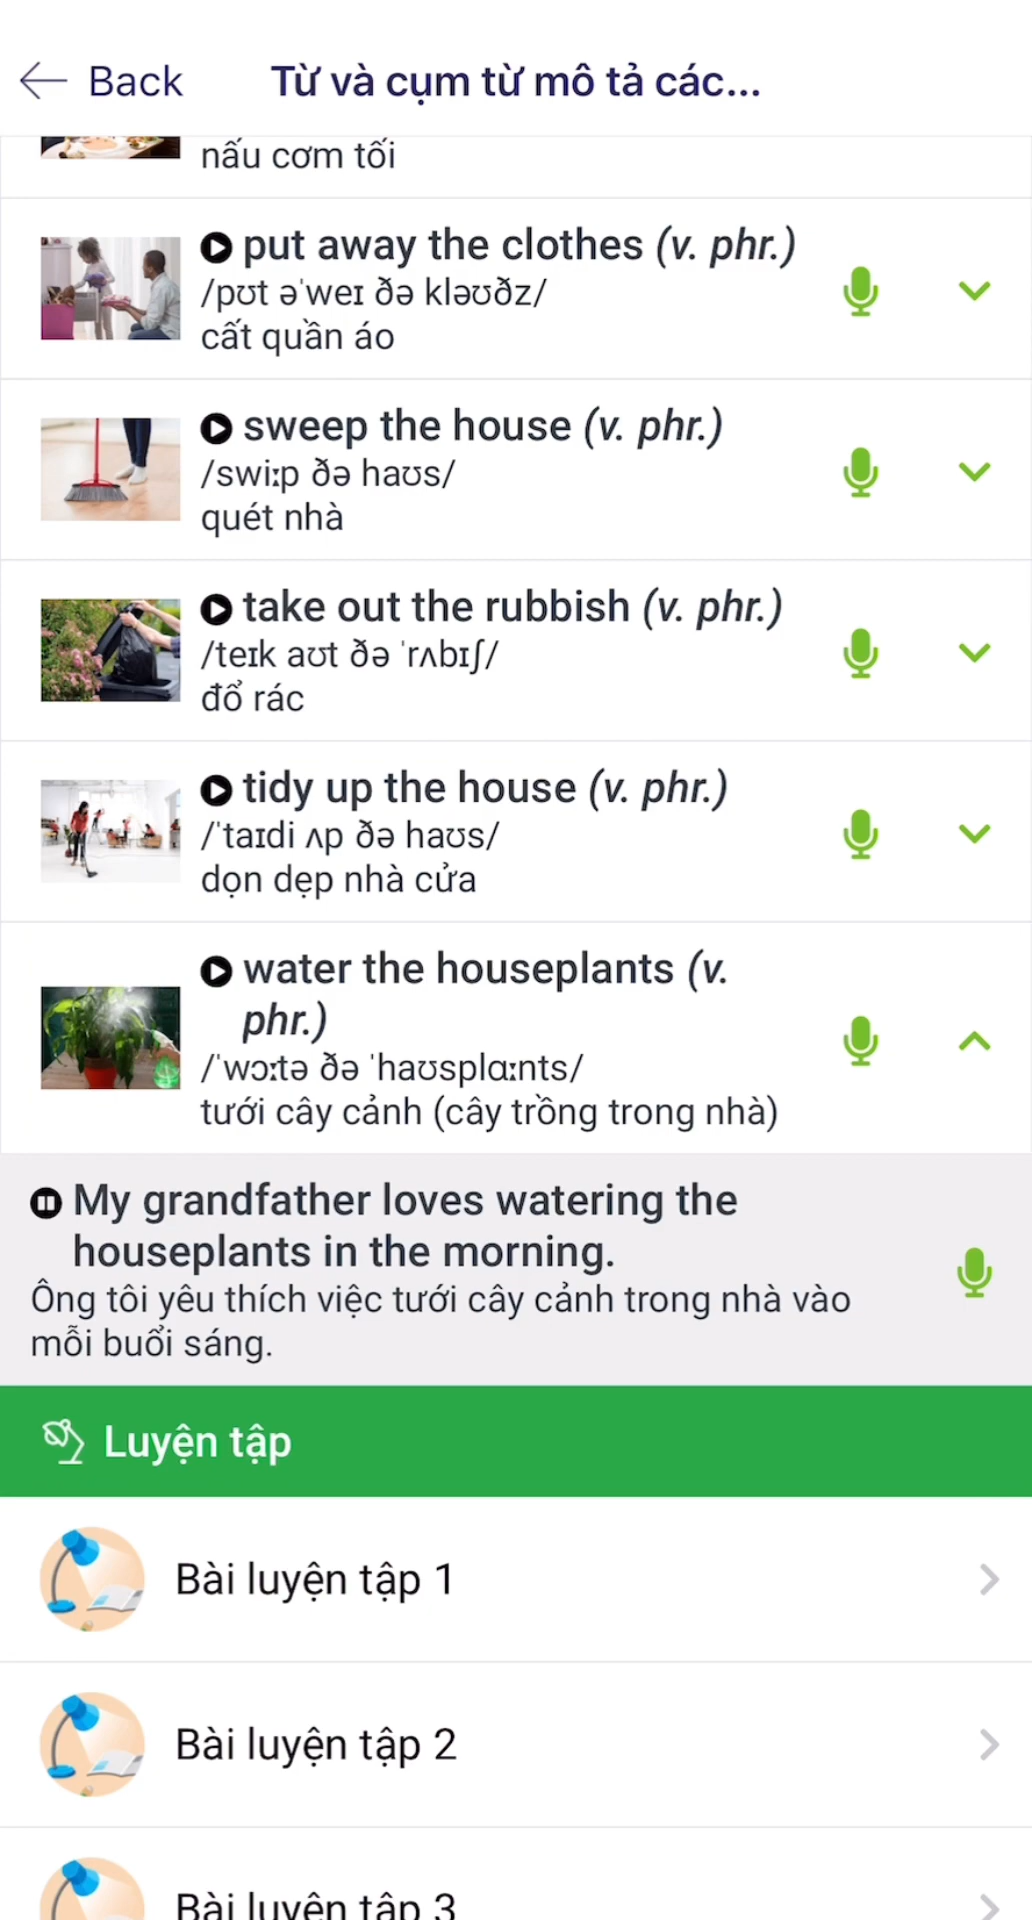 Back
Từ và cụm từ mô tả các...
nấu cơm tối
put away the clothes (v. phr.)
/pʊt əˈweɪ ðə kləʊðz/
cất quần áo
sweep the house (v. phr.)
/swiːp ðə haʊs/
quét nhà
take out the rubbish (v. phr.)
/teɪk aʊt ðə ˈrʌbɪʃ/
đổ rác
tidy up the house (v. phr.)
/ˈtaɪdi ʌp ðə haʊs/
dọn dẹp nhà cửa
water the houseplants (v.
phr.)
/ˈwɔːtə ðə ˈhaʊsplɑːnts/
tưới cây cảnh (cây trồng trong nhà)
My grandfather loves watering the
houseplants in the morning.
Ông tôi yêu thích việc tưới cây cảnh trong nhà vào
mỗi buổi sáng.
Luyện tập
Bài luyện tập 1
Bài luyện tập 2
Bài luyện tập 3